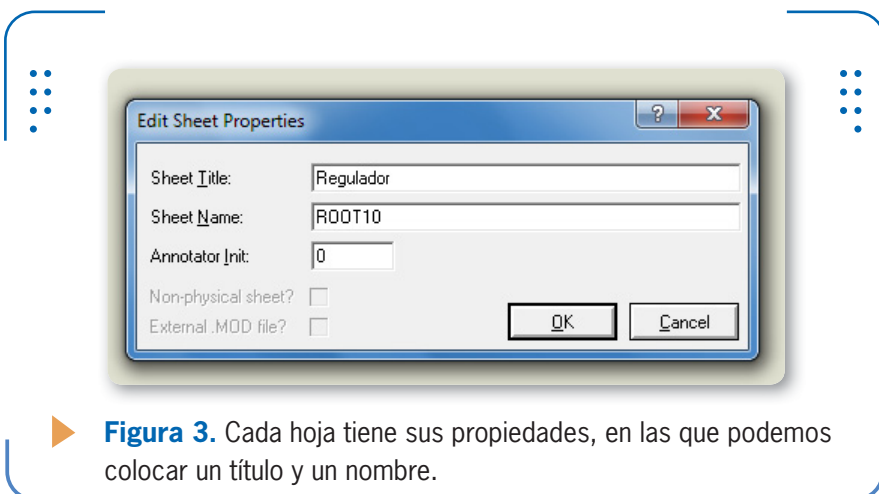 Edit Sheet Properties
Sheet Title: Regulador
Sheet Name: ROOT10
Annotator Init: 0
Non-physical sheet?
External .MOD file?
OK Cancel
Figura 3. Cada hoja tiene sus propiedades, en las que podemos
colocar un título y un nombre.